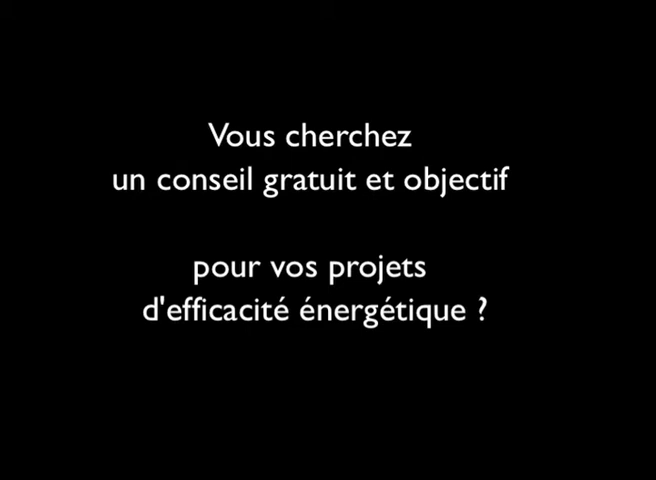 Vous cherchez
un conseil gratuit et objectif
pour vos projets
d'efficacité énergétique ?